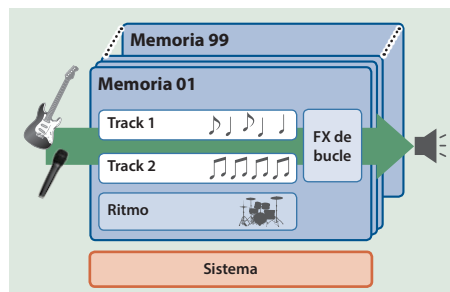 Memoria 99
Memoria 01
Track 1
FX de
bucle
Track 2
Ritmo
Sistema